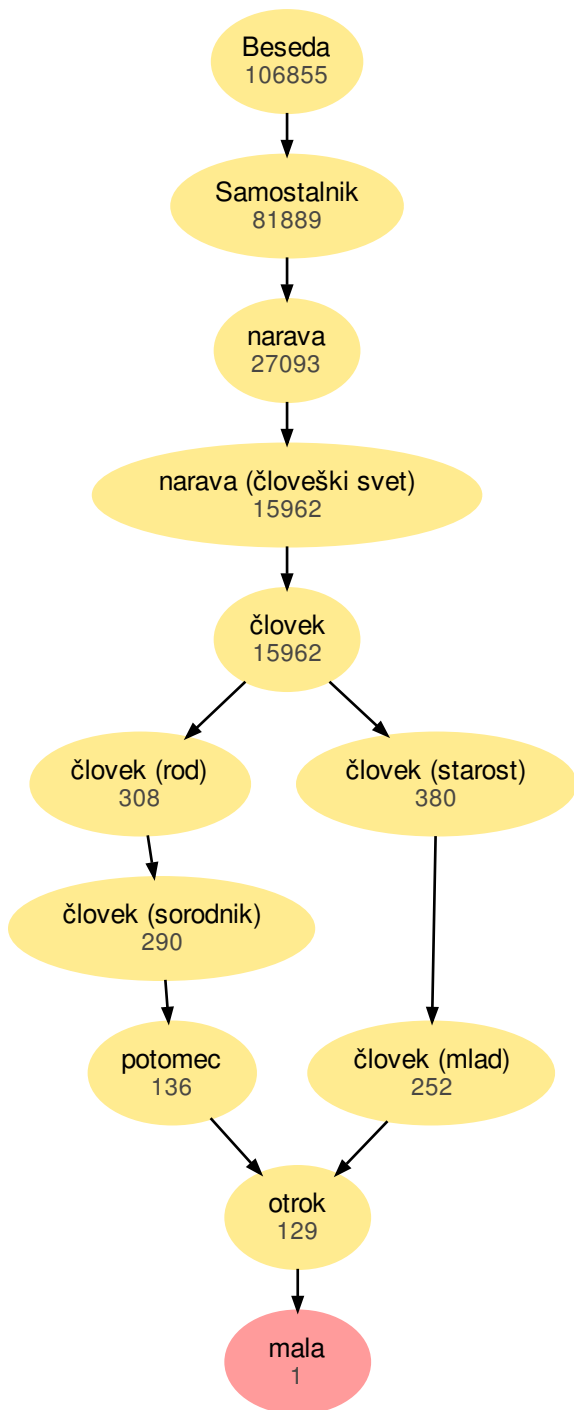 Beseda
106855
Samostalnik
81889
narava
27093
narava (človeški svet)
15962
človek
15962
človek (rod)
308
človek (starost)
380
človek (sorodnik)
290
potomec
136
človek (mlad)
252
otrok
129
mala
1